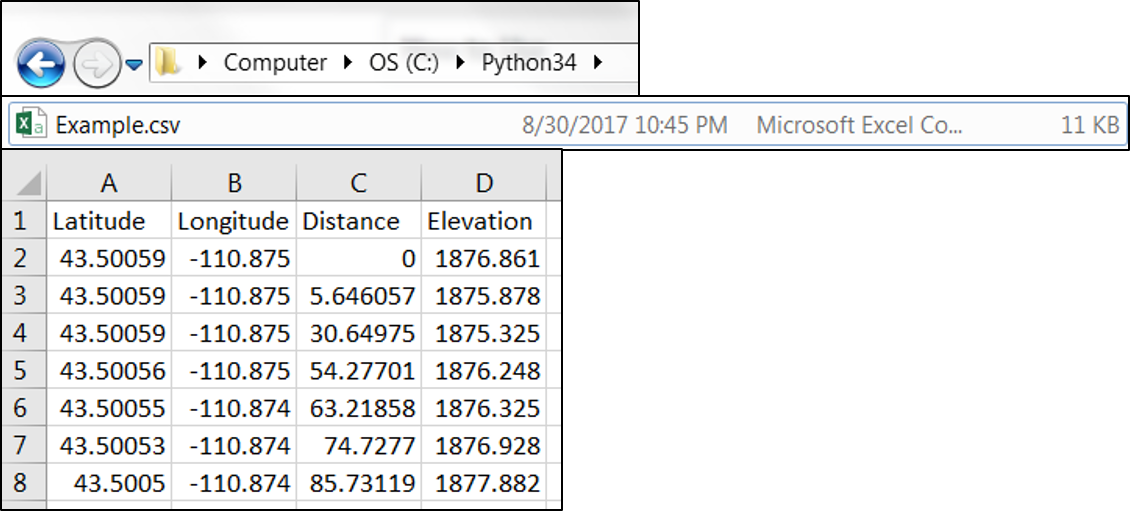 Computer OS (C:) Python34
Example.csv 8/30/2017 10:45 PM Microsoft Excel Co... 11 KB
A B C D
1 Latitude Longitude Distance Elevation
2 43.50059 -110.875 0 1876.861
3 43.50059 -110.875 5.646057 1875.878
4 43.50059 -110.875 30.64975 1875.325
5 43.50056 -110.875 54.27701 1876.248
6 43.50055 -110.874 63.21858 1876.325
7 43.50053 -110.874 74.7277 1876.928
8 43.5005 -110.874 85.73119 1877.882